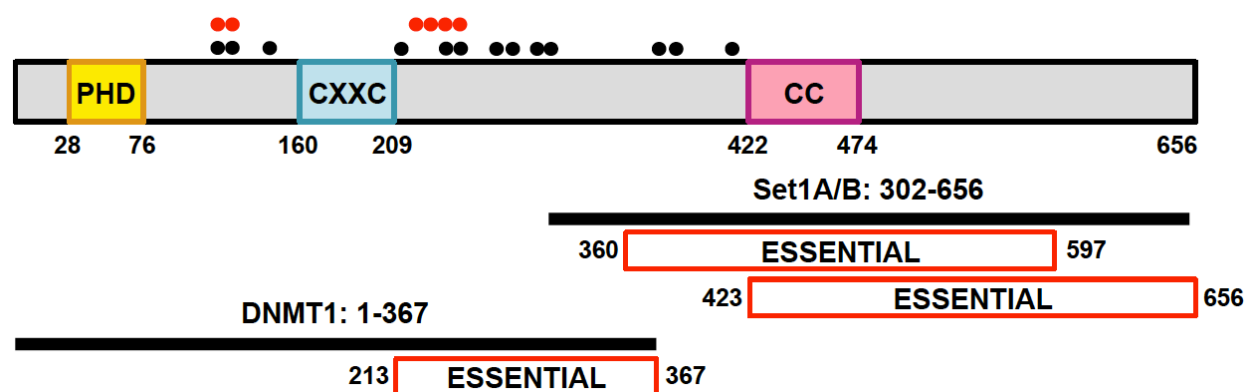 PHD CXXC CC
28 76 160 209 422 474 656
Set1A/B: 302-656
360 ESSENTIAL 597
423 ESSENTIAL 656
DNMT1: 1-367
213 ESSENTIAL 367